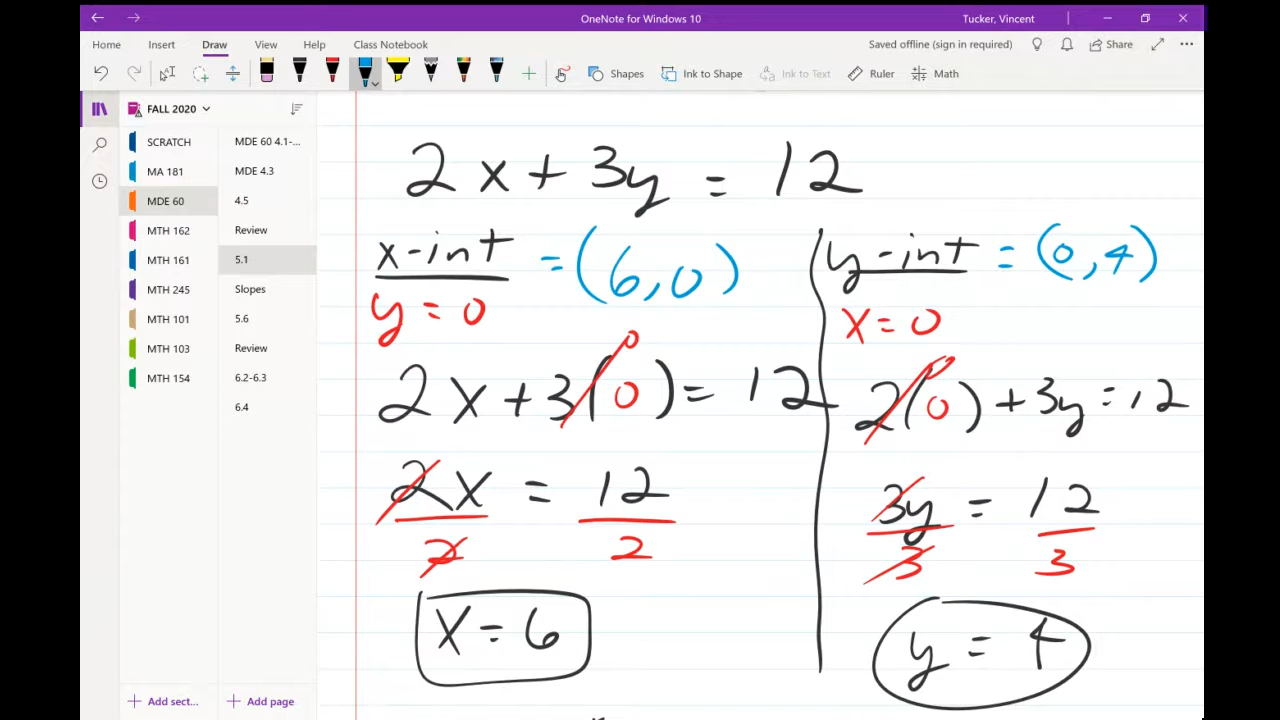 OneNote for Windows 10
Tucker, Vincent
Home Insert Draw View Help Class Notebook
Saved offline (sign in required) Share
Shapes Ink to Shape Ink to Text Ruler Math
FALL 2020
SCRATCH
MA 181
MDE 60
MTH 162
MTH 161
MTH 245
MTH 101
MTH 103
MTH 154
Add sect...
MDE 60 4.1-...
MDE 4.3
4.5
Review
5.1
Slopes
5.6
Review
6.2-6.3
6.4
Add page
2x + 3y = 12
x-int = (6,0)
y = 0
2x + 3(0) = 12
0
2x = 12
2 2
x = 6
y-int = (0,4)
x = 0
0
2(0) + 3y = 12
3y = 12
3 3
y = 4